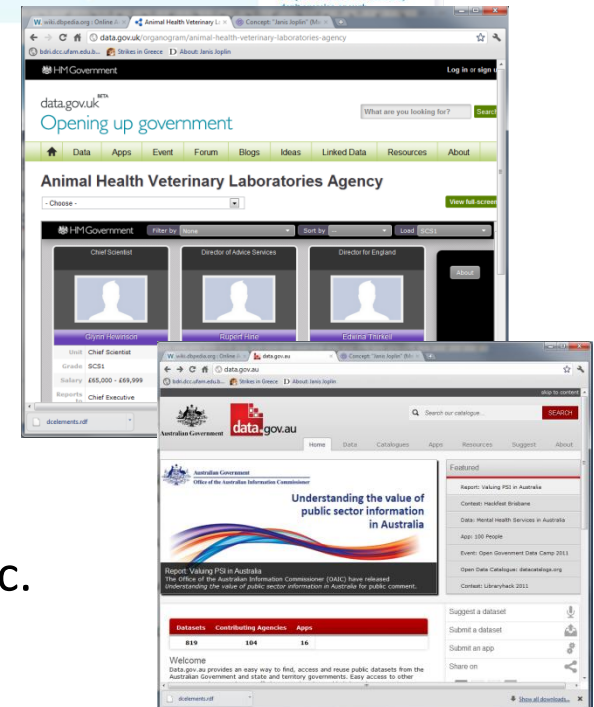 wiki.dbpedia.org : Online A
Animal Health Veterinary La
Concept: "Janis Joplin" (Mu
data.gov.uk/organogram/animal-health-veterinary-laboratories-agency
bdri.dcc.ufam.edu.b...
Strikes in Greece
About Janis Joplin
HM Government
Log in or sign u
data.gov.uk BETA
Opening up government
What are you looking for?
Search
Data Apps Event Forum Blogs Ideas Linked Data Resources About
Animal Health Veterinary Laboratories Agency
- Choose -
View full-screen
HM Government
Filter by None
Sort by --
Load SCS1
Chief Scientist
Director of Advice Services
Director for England
About
Glynn Hewinson
Rupert Hine
Edwina Thirkell
Unit Chief Scientist
Grade SCS1
Salary £65,000 - £69,999
Reports to Chief Executive
dcelements.rdf
c.
wiki.dbpedia.org : Online A
data.gov.au
Concept: "Janis Joplin" (Mu
data.gov.au
bdri.dcc.ufam.edu.b...
Strikes in Greece
About Janis Joplin
skip to content
Australian Government
data.gov.au
Search our catalogue...
SEARCH
Home Data Catalogues Apps Resources Suggest About
Australian Government
Office of the Australian Information Commissioner
Understanding the value of
public sector information
in Australia
Report: Valuing PSI in Australia
The Office of the Australian Information Commissioner (OAIC) have released
Understanding the value of public sector information in Australia for public comment.
Featured
Report: Valuing PSI in Australia
Contest: Hackfest Brisbane
Data: Mental Health Services in Australia
App: 100 People
Event: Open Government Data Camp 2011
Open Data Catalogue: datacatalogs.org
Contest: Libraryhack 2011
Datasets Contributing Agencies Apps
819 104 16
Welcome
Data.gov.au provides an easy way to find, access and reuse public datasets from the
Australian Government and state and territory governments. Easy access to other
Suggest a dataset
Submit a dataset
Submit an app
Share on
dcelements.rdf
Show all downloads...